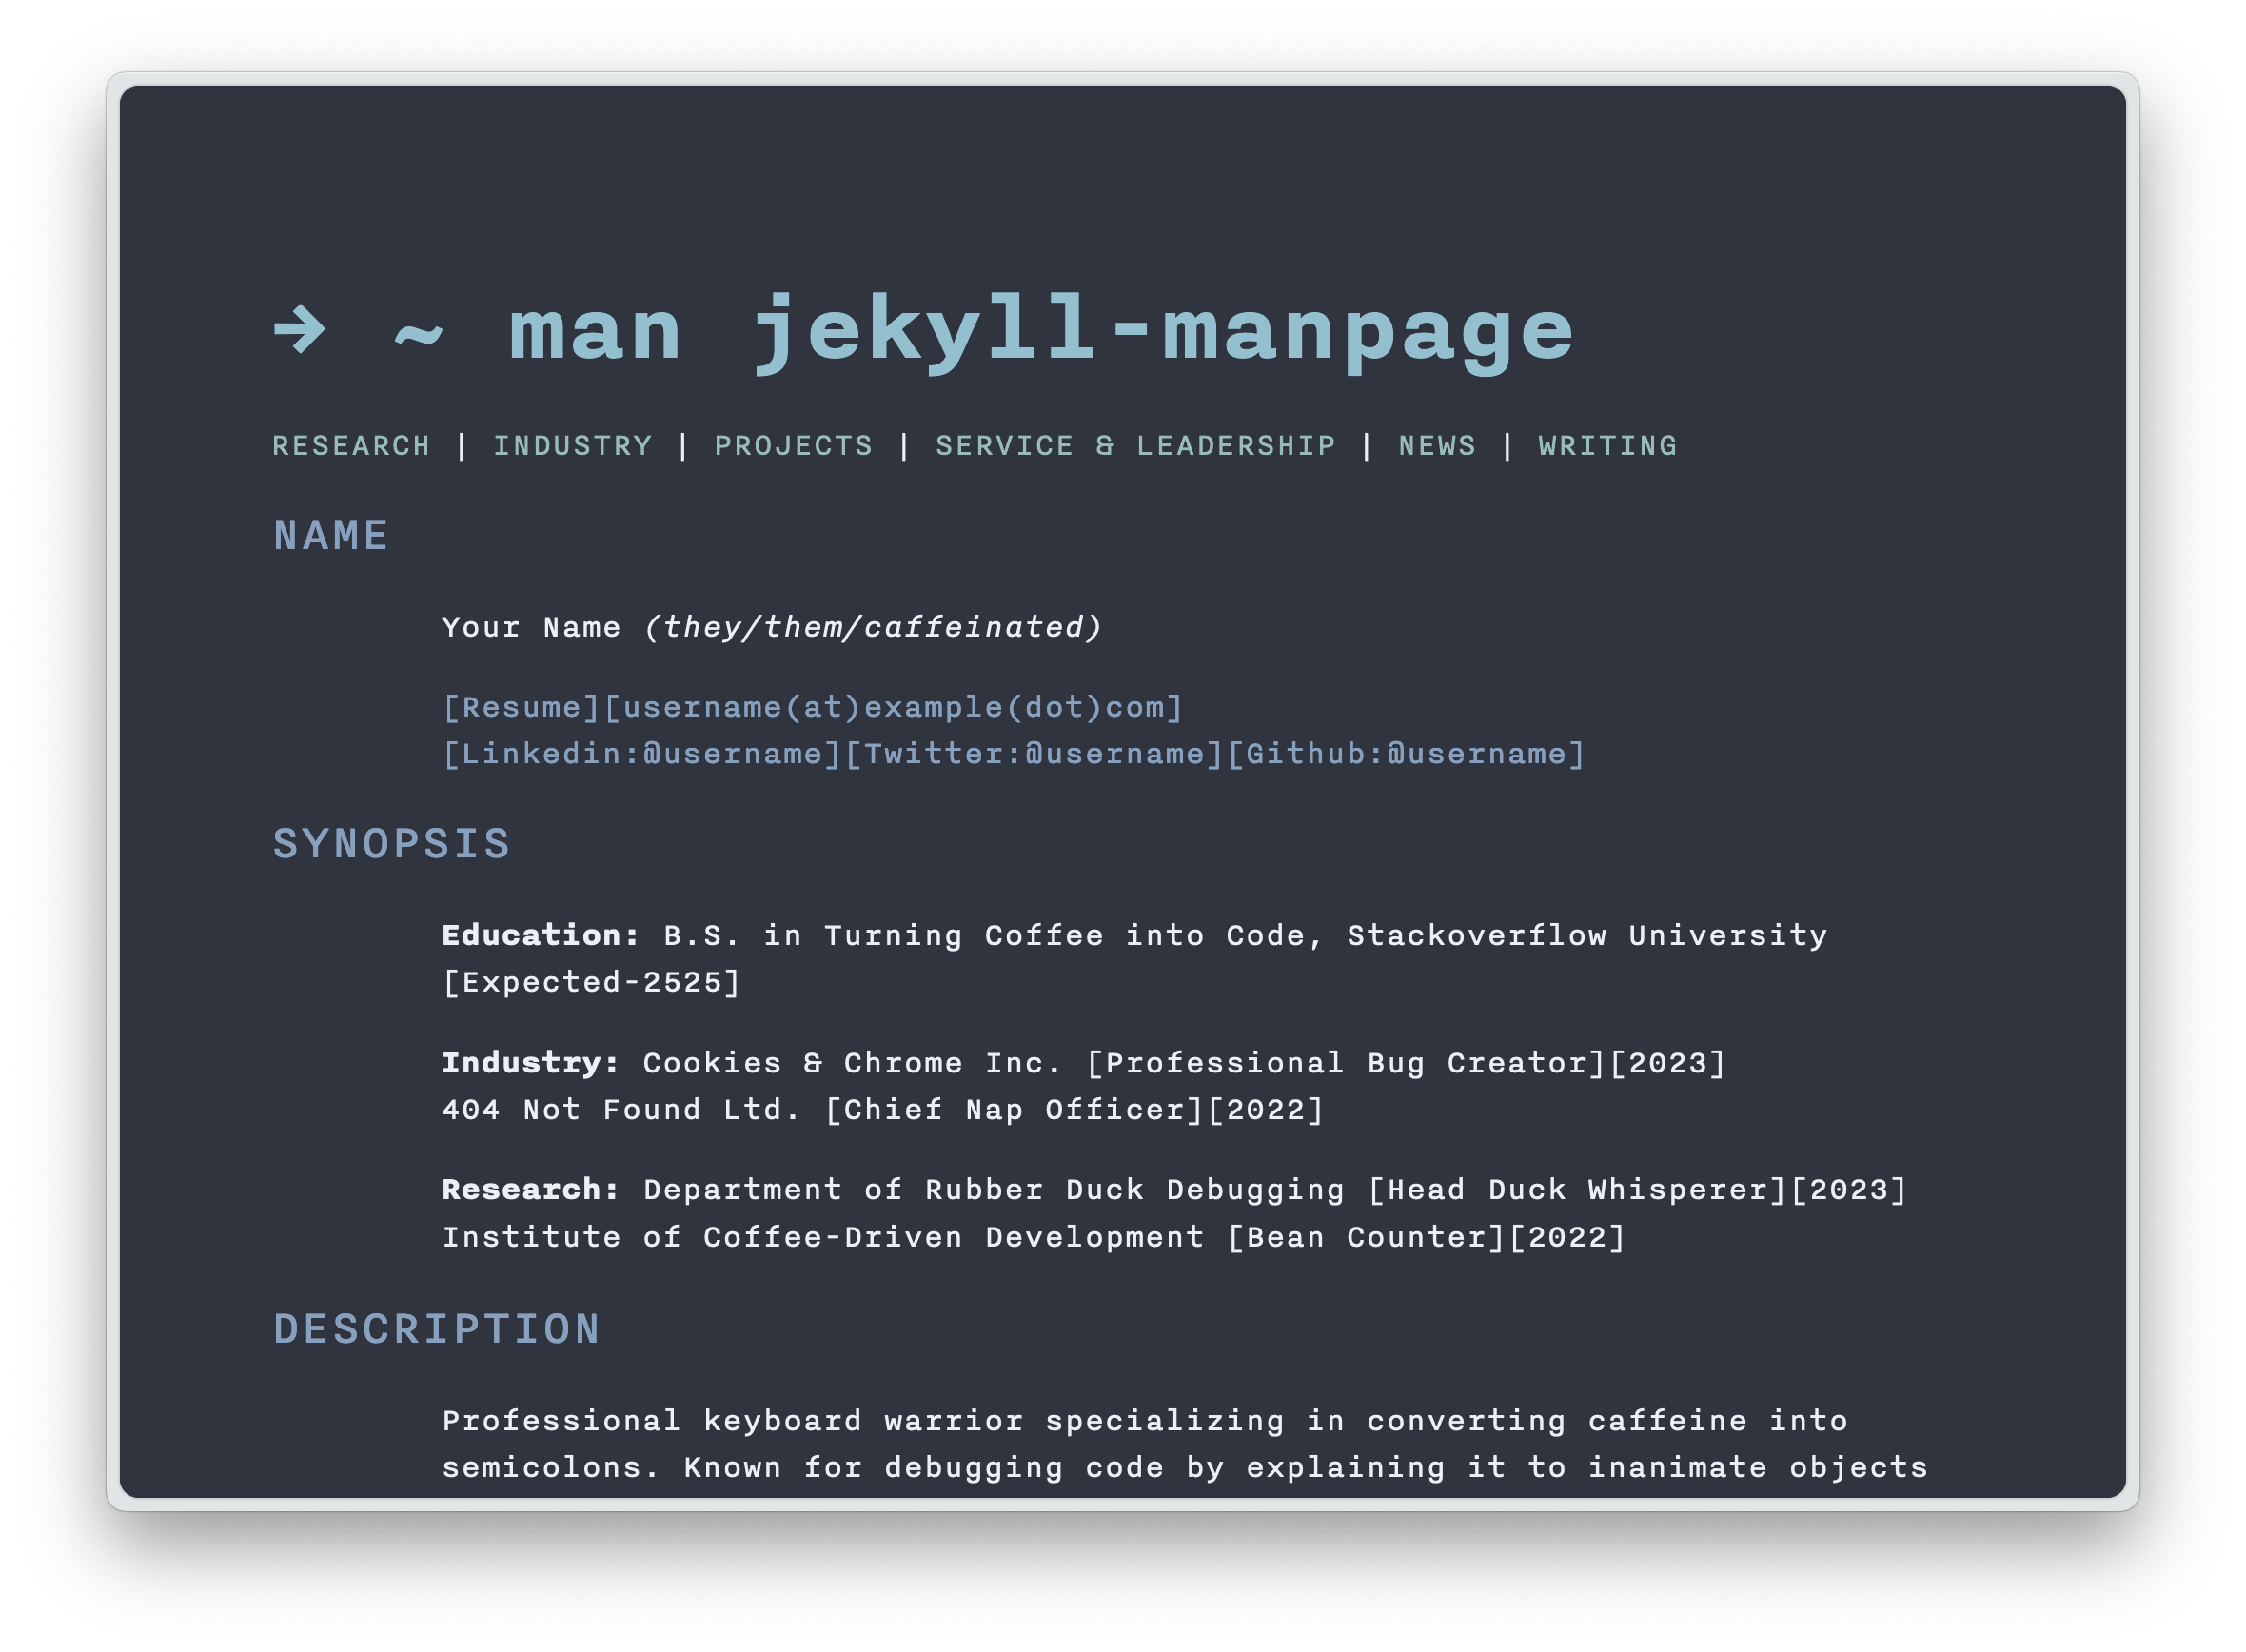 → ~ man jekyll-manpage
RESEARCH | INDUSTRY | PROJECTS | SERVICE & LEADERSHIP | NEWS | WRITING
NAME
Your Name (they/them/caffeinated)
[Resume][username(at)example(dot)com]
[Linkedin:@username][Twitter:@username][Github:@username]
SYNOPSIS
Education: B.S. in Turning Coffee into Code, Stackoverflow University
[Expected-2525]
Industry: Cookies & Chrome Inc. [Professional Bug Creator][2023]
404 Not Found Ltd. [Chief Nap Officer][2022]
Research: Department of Rubber Duck Debugging [Head Duck Whisperer][2023]
Institute of Coffee-Driven Development [Bean Counter][2022]
DESCRIPTION
Professional keyboard warrior specializing in converting caffeine into
semicolons. Known for debugging code by explaining it to inanimate objects